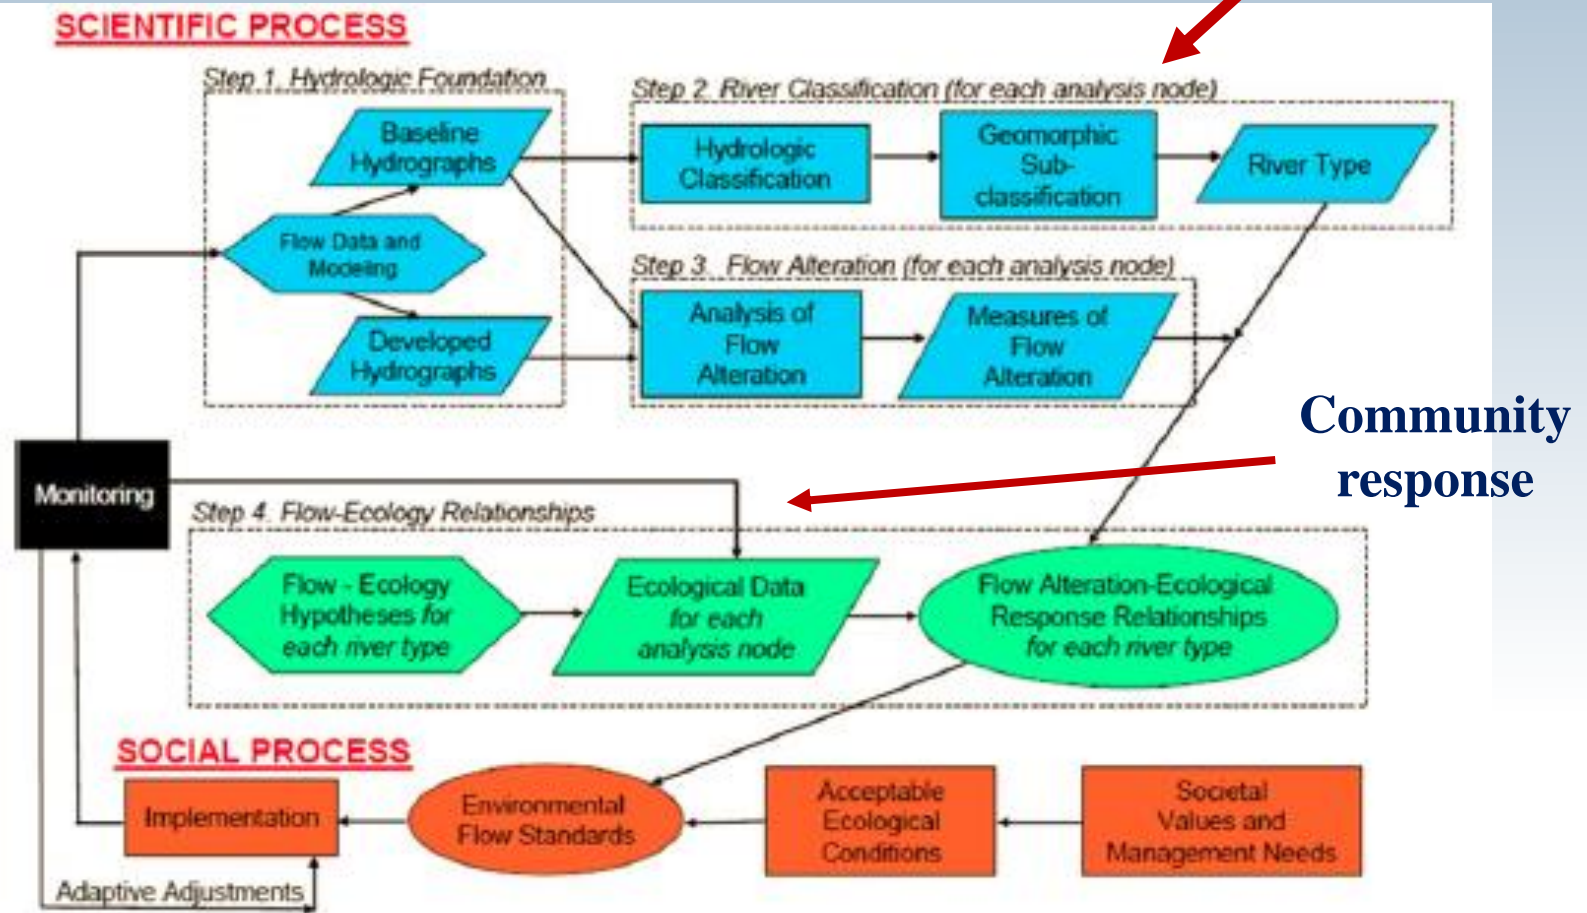 SCIENTIFIC PROCESS
Step 1. Hydrologic Foundation
Baseline
Hydrographs
Flow Data and
Modeling
Developed
Hydrographs
Step 2. River Classification (for each analysis node)
Hydrologic
Classification
Geomorphic
Sub-
classification
River Type
Step 3. Flow Alteration (for each analysis node)
Analysis of
Flow
Alteration
Measures of
Flow
Alteration
Community
response
Monitoring
Step 4. Flow-Ecology Relationships
Flow - Ecology
Hypotheses for
each river type
Ecological Data
for each
analysis node
Flow Alteration-Ecological
Response Relationships
for each river type
SOCIAL PROCESS
Implementation
Environmental
Flow Standards
Acceptable
Ecological
Conditions
Societal
Values and
Management Needs
Adaptive Adjustments